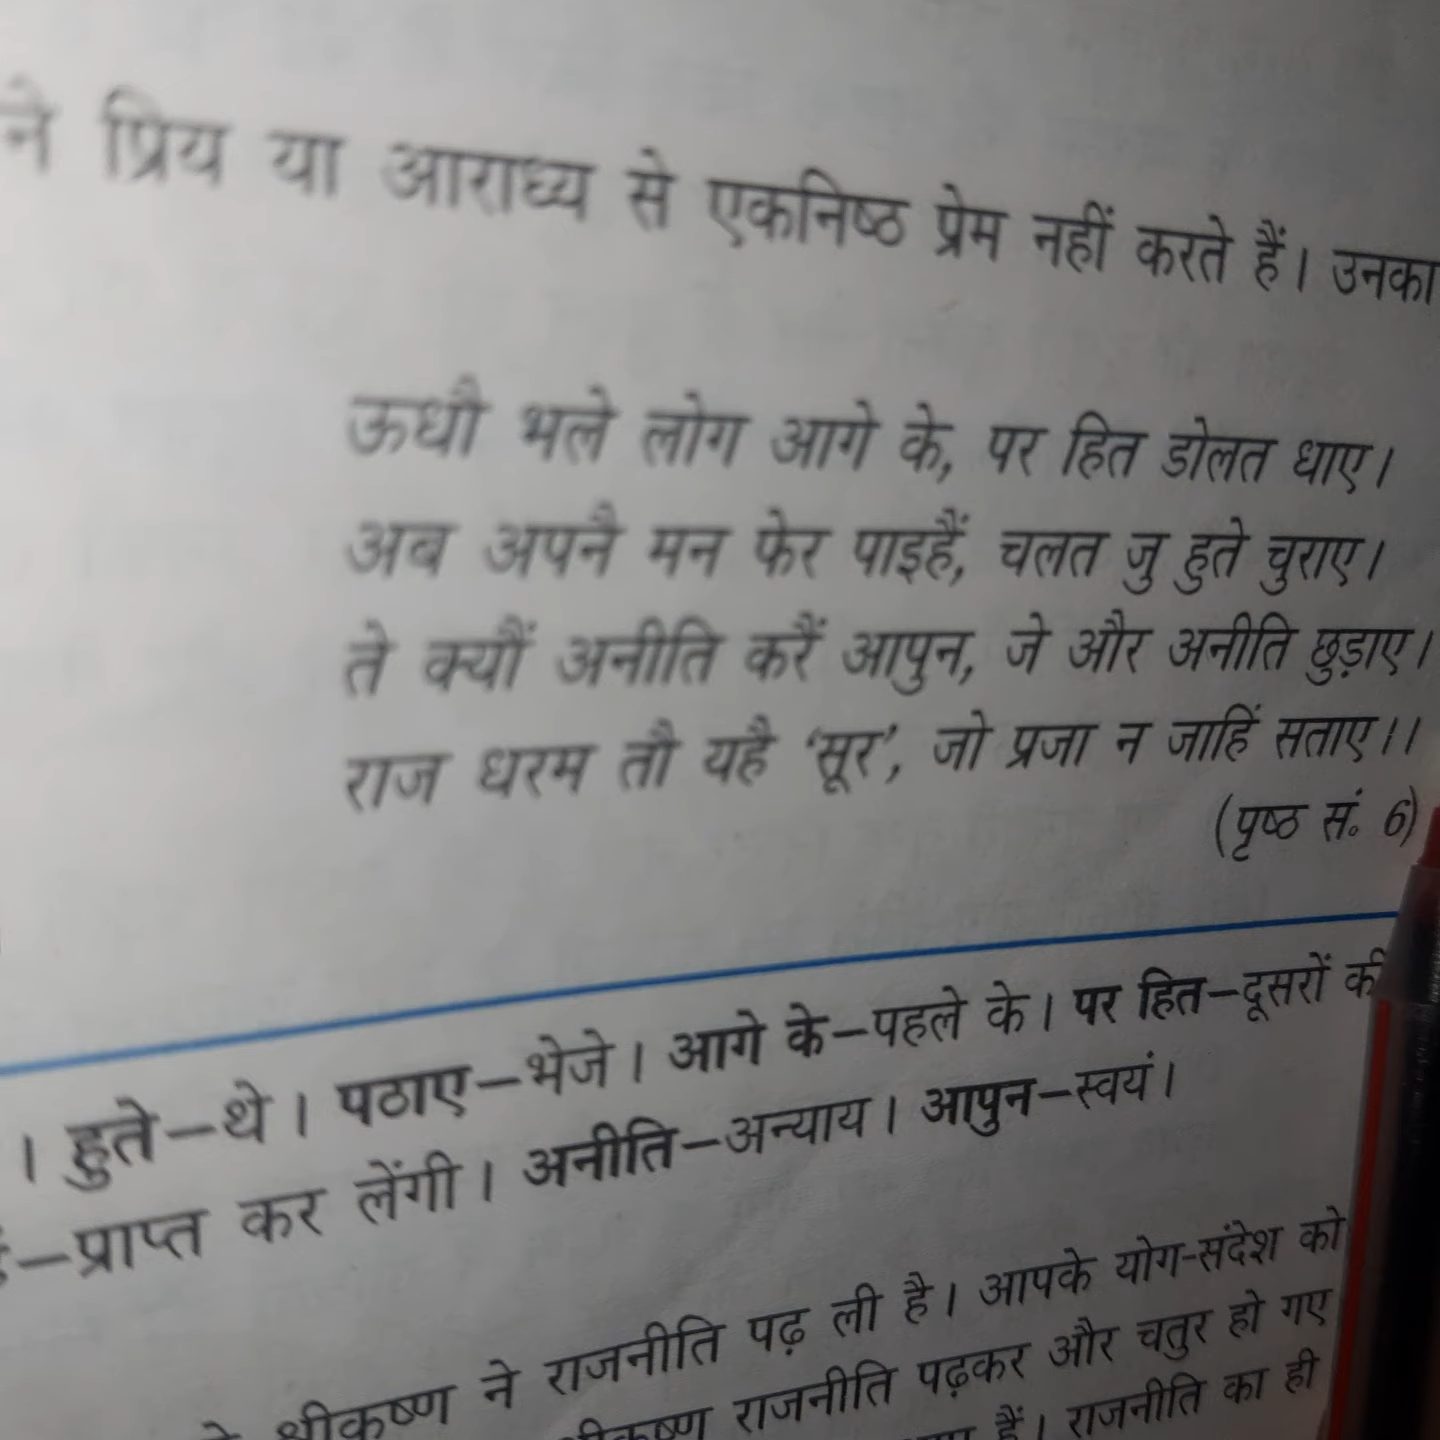 ने प्रिय या आराध्य से एकनिष्ठ प्रेम नहीं करते हैं। उनका
ऊधौ भले लोग आगे के, पर हित डोलत धाए।
अब अपनै मन फेर पाइहैं, चलत जु हुते चुराए।
ते क्यौं अनीति करैं आपुन, जे और अनीति छुड़ाए।
राज धरम तौ यहै ‘सूर’, जो प्रजा न जाहिं सताए।।
(पृष्ठ सं. 6)
। हुते–थे। पठाए–भेजे। आगे के–पहले के। पर हित–दूसरों की
–प्राप्त कर लेंगी। अनीति–अन्याय। आपुन–स्वयं।
श्रीकृष्ण ने राजनीति पढ़ ली है। आपके योग-संदेश को
राजनीति पढ़कर और चतुर हो गए
हैं। राजनीति का ही